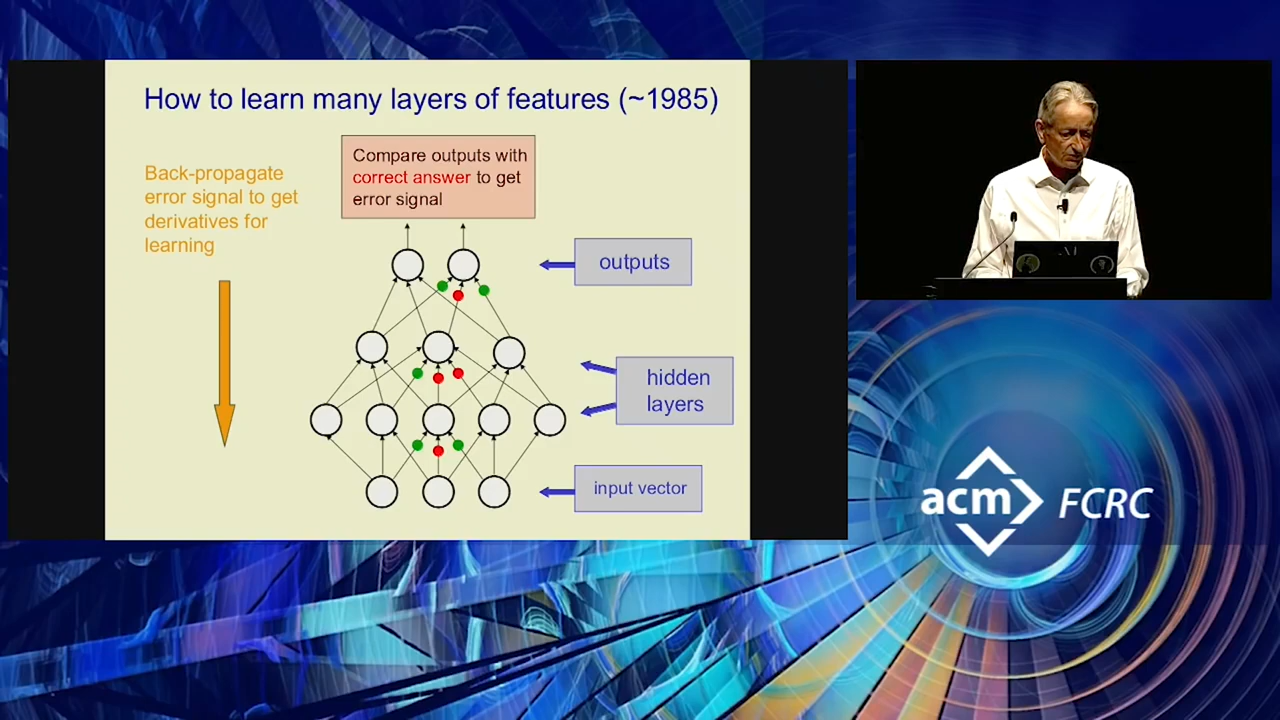 How to learn many layers of features (~1985)
Back-propagate
error signal to get
derivatives for
learning
Compare outputs with
correct answer to get
error signal
outputs
hidden
layers
input vector
acm FCRC